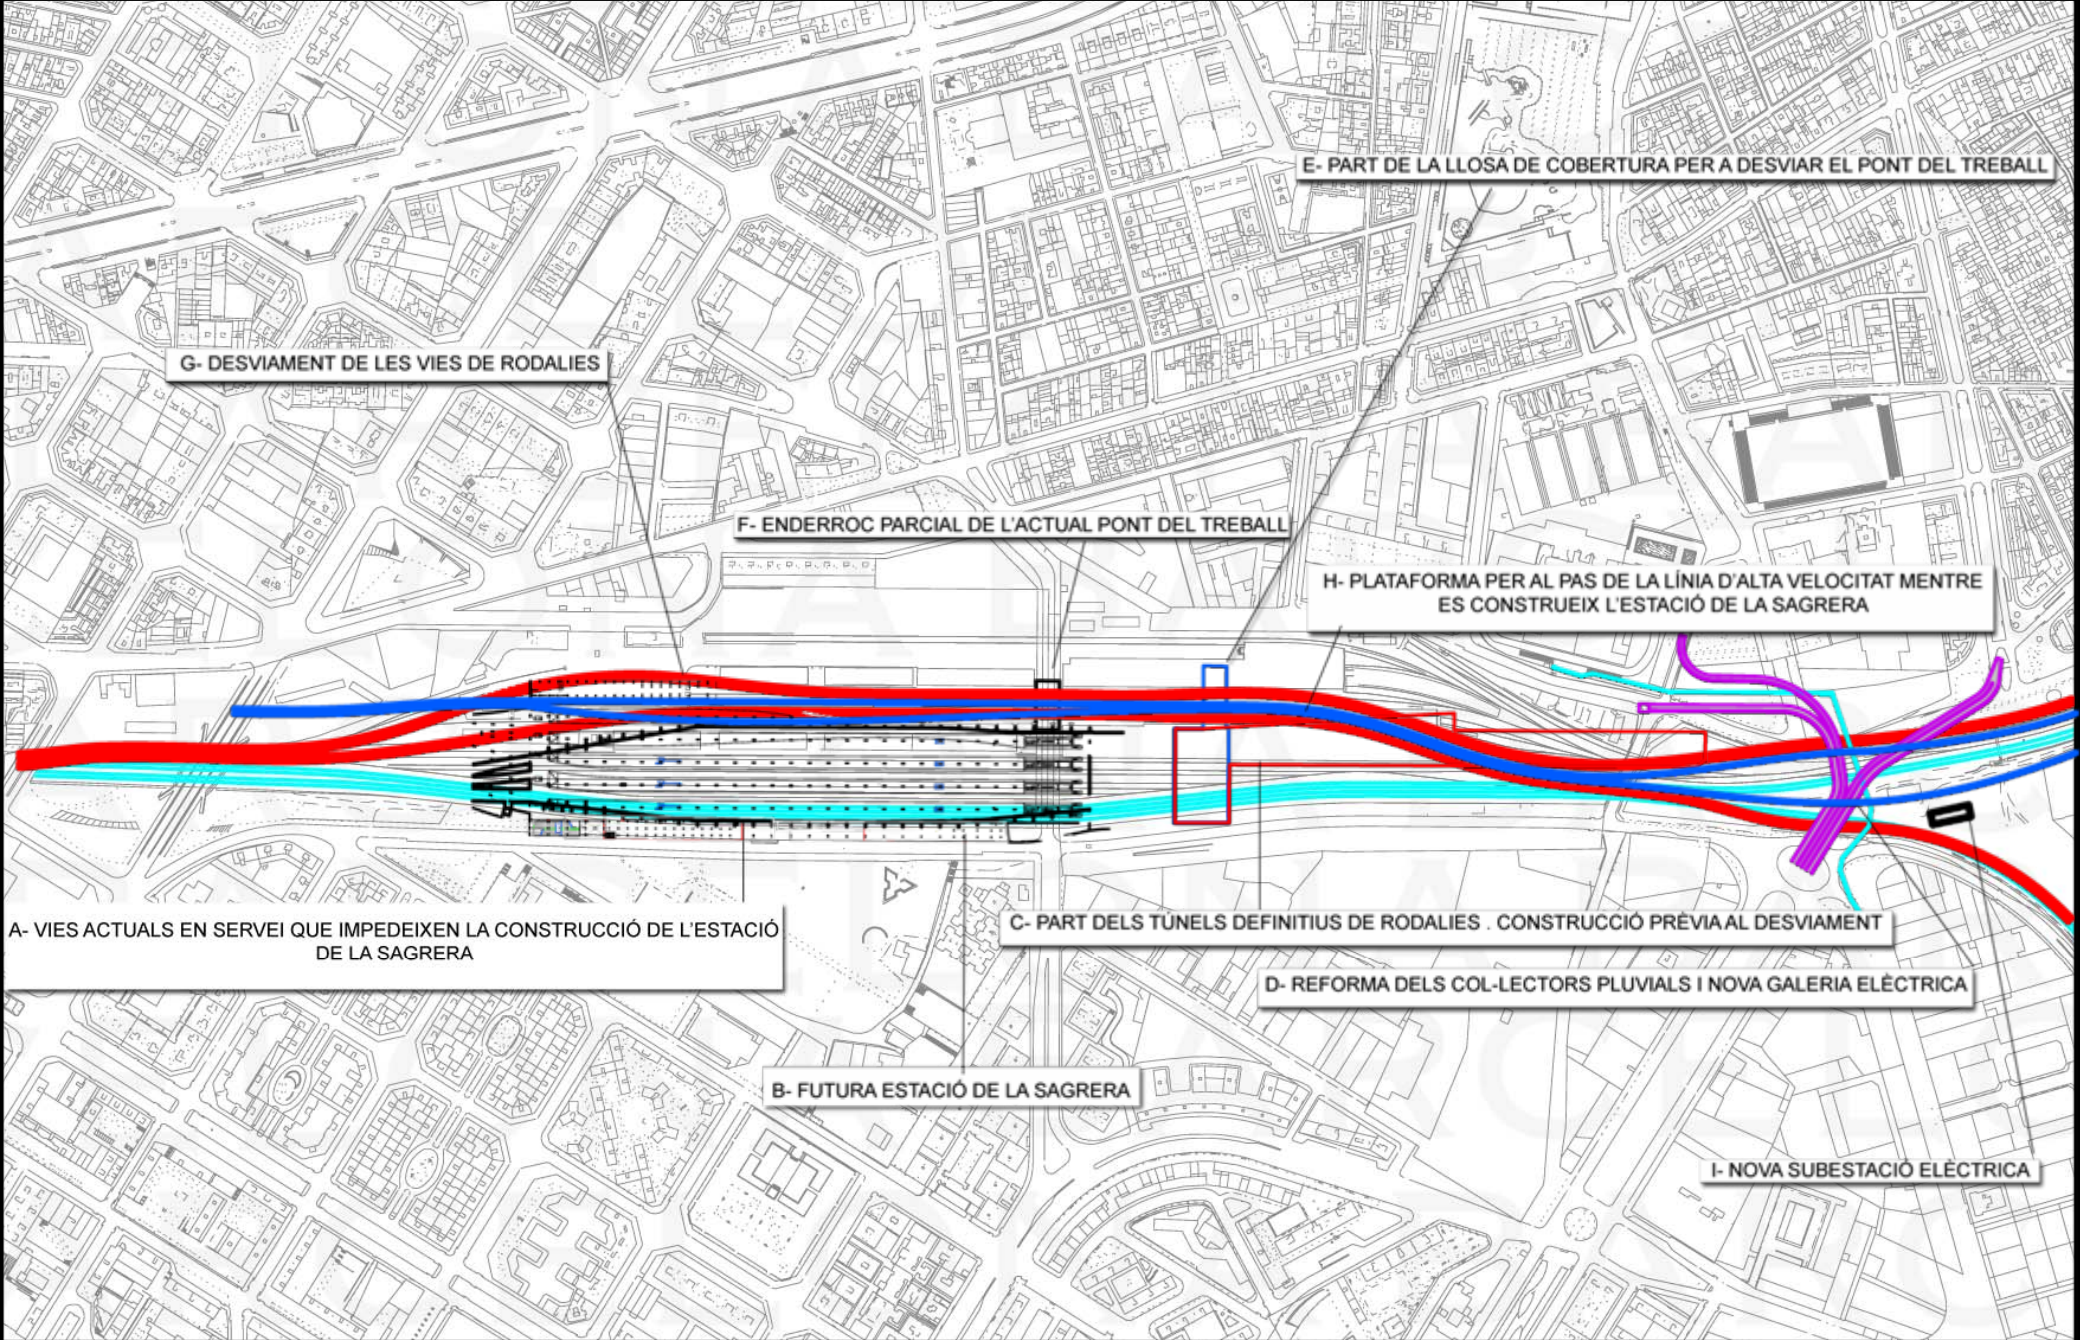 E- PART DE LA LLOSA DE COBERTURA PER A DESVIAR EL PONT DEL TREBALL
G- DESVIAMENT DE LES VIES DE RODALIES
F- ENDERROC PARCIAL DE L'ACTUAL PONT DEL TREBALL
H- PLATAFORMA PER AL PAS DE LA LÍNIA D'ALTA VELOCITAT MENTRE
ES CONSTRUEIX L'ESTACIÓ DE LA SAGRERA
A- VIES ACTUALS EN SERVEI QUE IMPEDEIXEN LA CONSTRUCCIÓ DE L'ESTACIÓ
DE LA SAGRERA
C- PART DELS TÚNELS DEFINITIUS DE RODALIES . CONSTRUCCIÓ PRÈVIA AL DESVIAMENT
D- REFORMA DELS COL-LECTORS PLUVIALS I NOVA GALERIA ELÈCTRICA
B- FUTURA ESTACIÓ DE LA SAGRERA
I- NOVA SUBESTACIÓ ELÈCTRICA